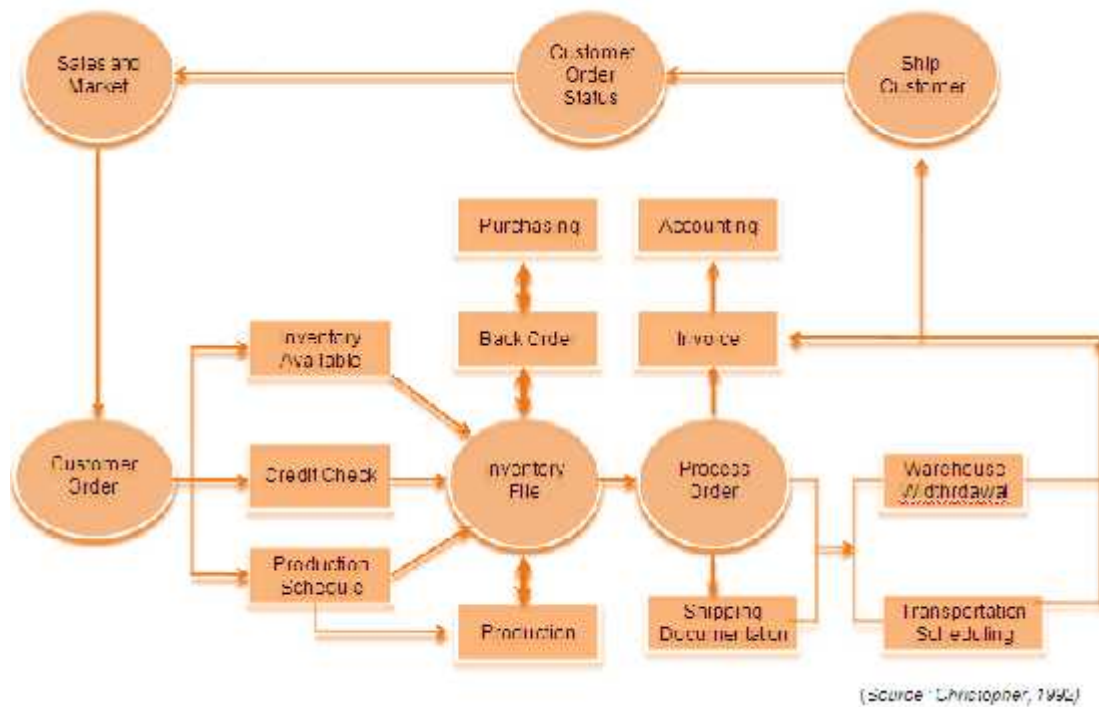 Sales and
Market
Customer
Order
Status
Ship
Customer
Purchasing
Accounting
Inventory
Available
Back Order
Invoice
Customer
Order
Credit Check
Inventory
File
Process
Order
Warehouse
Widthrdawal
Production
Schedule
Production
Shipping
Documentation
Transportation
Scheduling
(Source : Christopher, 1992)